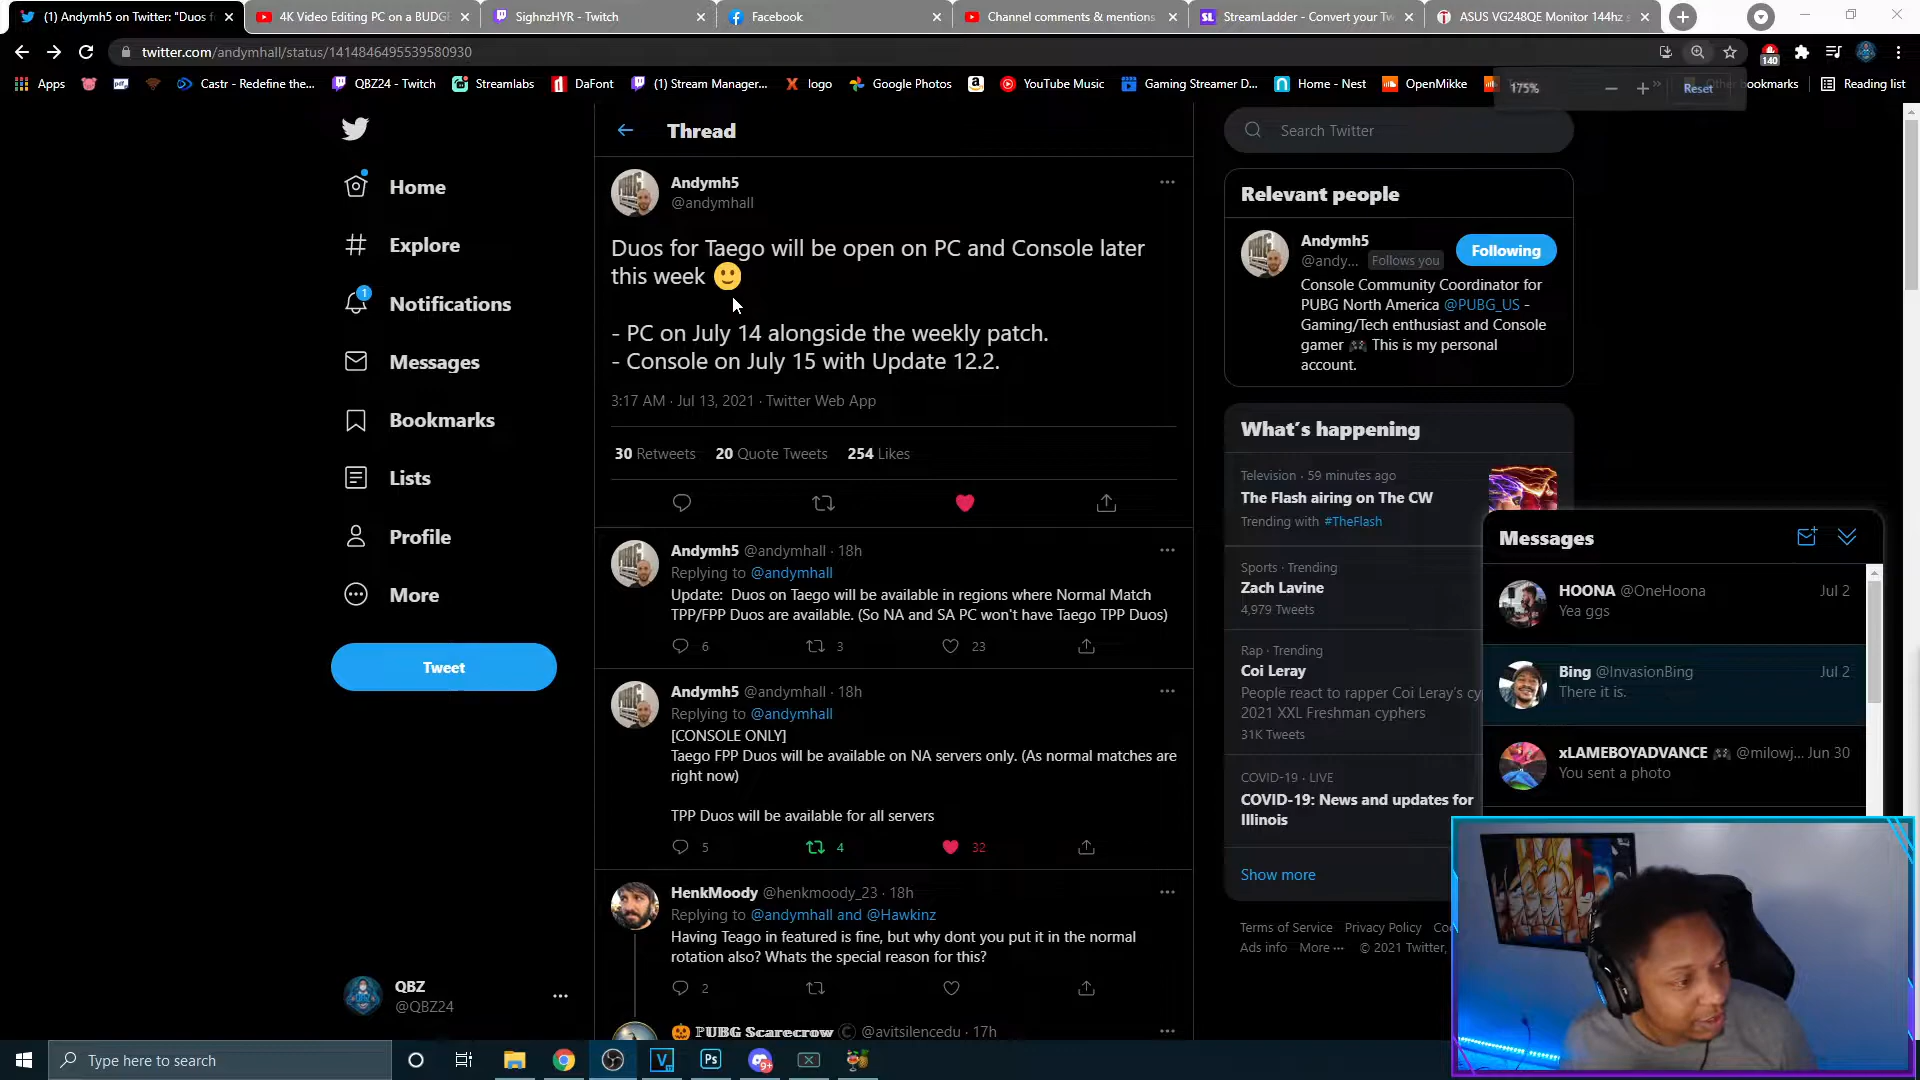 Andymh5 on Twitter: "Duos f
4K Video Editing PC on a BUDGE
SighnzHYR - Twitch
Facebook
Channel comments & mentions
StreamLadder - Convert your Tw
ASUS VG248QE Monitor 144hz
twitter.com/andymhall/status/1414846495539580930
140
Apps
Castr - Redefine the...
QBZ24 - Twitch
Streamlabs
DaFont
(1) Stream Manager...
logo
Google Photos
YouTube Music
Gaming Streamer D...
Home - Nest
OpenMikke
bookmarks
Reading list
175%
Reset
Home
Explore
Notifications
1
Messages
Bookmarks
Lists
Profile
More
Tweet
QBZ
@QBZ24
Thread
Andymh5
@andymhall
Duos for Taego will be open on PC and Console later
this week 🙂
- PC on July 14 alongside the weekly patch.
- Console on July 15 with Update 12.2.
3:17 AM · Jul 13, 2021 · Twitter Web App
30 Retweets 20 Quote Tweets 254 Likes
Andymh5 @andymhall · 18h
Replying to @andymhall
Update: Duos on Taego will be available in regions where Normal Match
TPP/FPP Duos are available. (So NA and SA PC won't have Taego TPP Duos)
6 3 23
Andymh5 @andymhall · 18h
Replying to @andymhall
[CONSOLE ONLY]
Taego FPP Duos will be available on NA servers only. (As normal matches are
right now)
TPP Duos will be available for all servers
5 4 32
HenkMoody @henkmoody_23 · 18h
Replying to @andymhall and @Hawkinz
Having Teago in featured is fine, but why dont you put it in the normal
rotation also? Whats the special reason for this?
2
🎃 PUBG Scarecrow © @avitsilencedu · 17h
Search Twitter
Relevant people
Andymh5
@andy... Follows you
Following
Console Community Coordinator for
PUBG North America @PUBG_US -
Gaming/Tech enthusiast and Console
gamer 🎮 This is my personal
account.
What's happening
Television · 59 minutes ago
The Flash airing on The CW
Trending with #TheFlash
Sports · Trending
Zach Lavine
4,979 Tweets
Rap · Trending
Coi Leray
People react to rapper Coi Leray's cy
2021 XXL Freshman cyphers
31K Tweets
COVID-19 · LIVE
COVID-19: News and updates for
Illinois
Show more
Terms of Service Privacy Policy Co
Ads info More ··· © 2021 Twitter,
Messages
HOONA @OneHoona Jul 2
Yea ggs
Bing @InvasionBing Jul 2
There it is.
xLAMEBOYADVANCE 🎮 @milowj... Jun 30
You sent a photo
Type here to search
Ps
9+